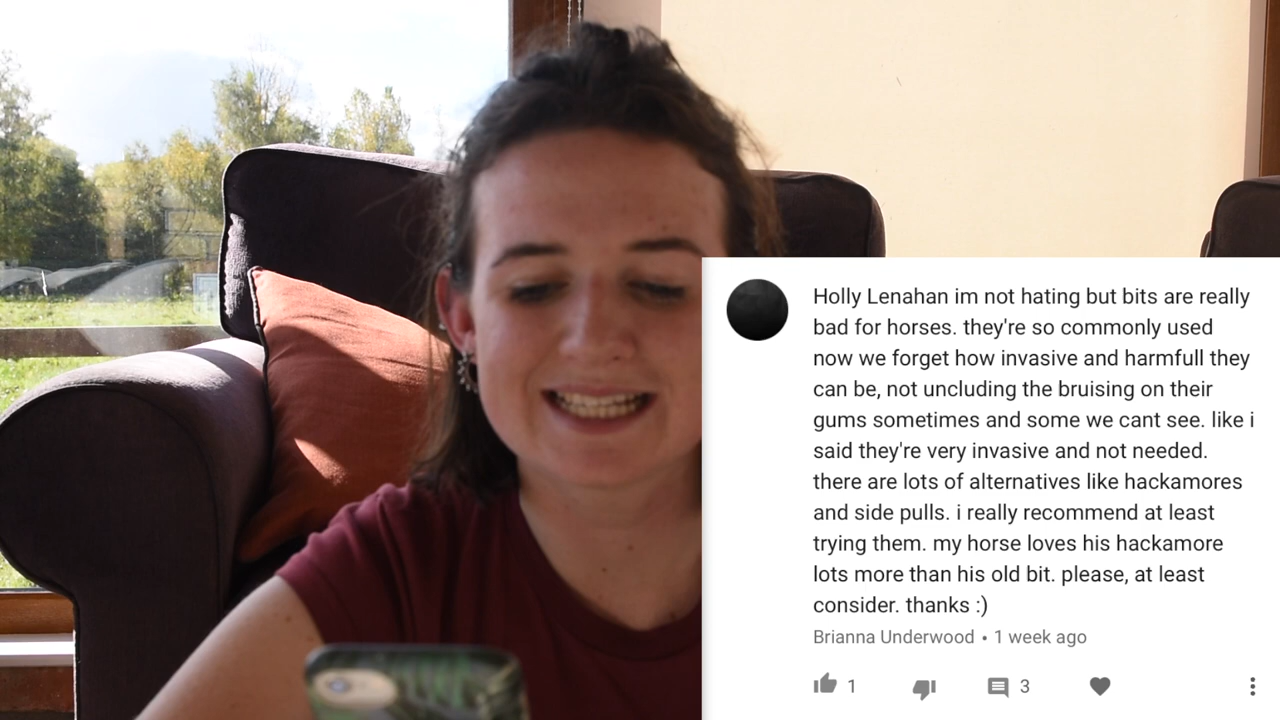 Holly Lenahan im not hating but bits are really
bad for horses. they're so commonly used
now we forget how invasive and harmfull they
can be, not uncluding the bruising on their
gums sometimes and some we cant see. like i
said they're very invasive and not needed.
there are lots of alternatives like hackamores
and side pulls. i really recommend at least
trying them. my horse loves his hackamore
lots more than his old bit. please, at least
consider. thanks :)
Brianna Underwood • 1 week ago
1 3